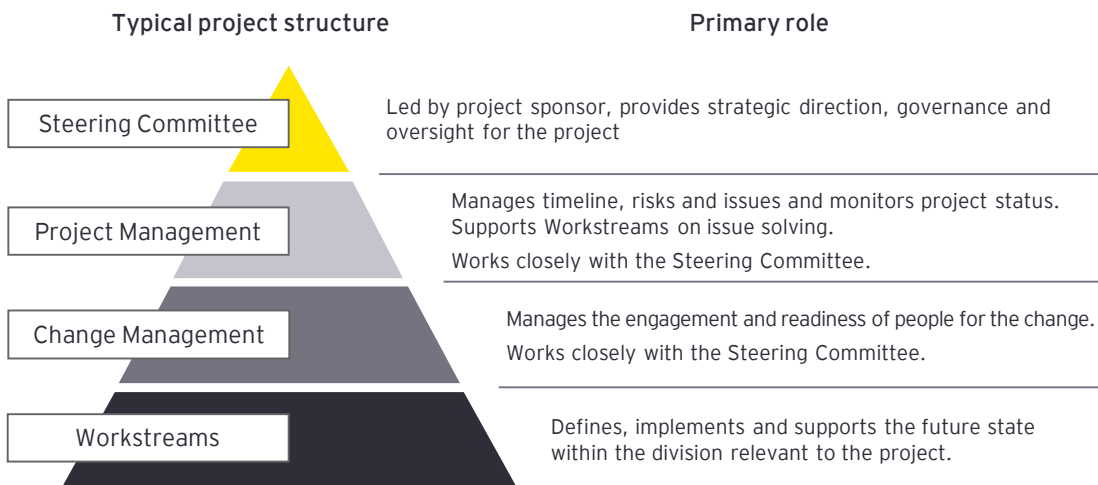 Typical project structure
Primary role
Steering Committee
Led by project sponsor, provides strategic direction, governance and
oversight for the project
Project Management
Manages timeline, risks and issues and monitors project status.
Supports Workstreams on issue solving.
Works closely with the Steering Committee.
Change Management
Manages the engagement and readiness of people for the change.
Works closely with the Steering Committee.
Workstreams
Defines, implements and supports the future state
within the division relevant to the project.